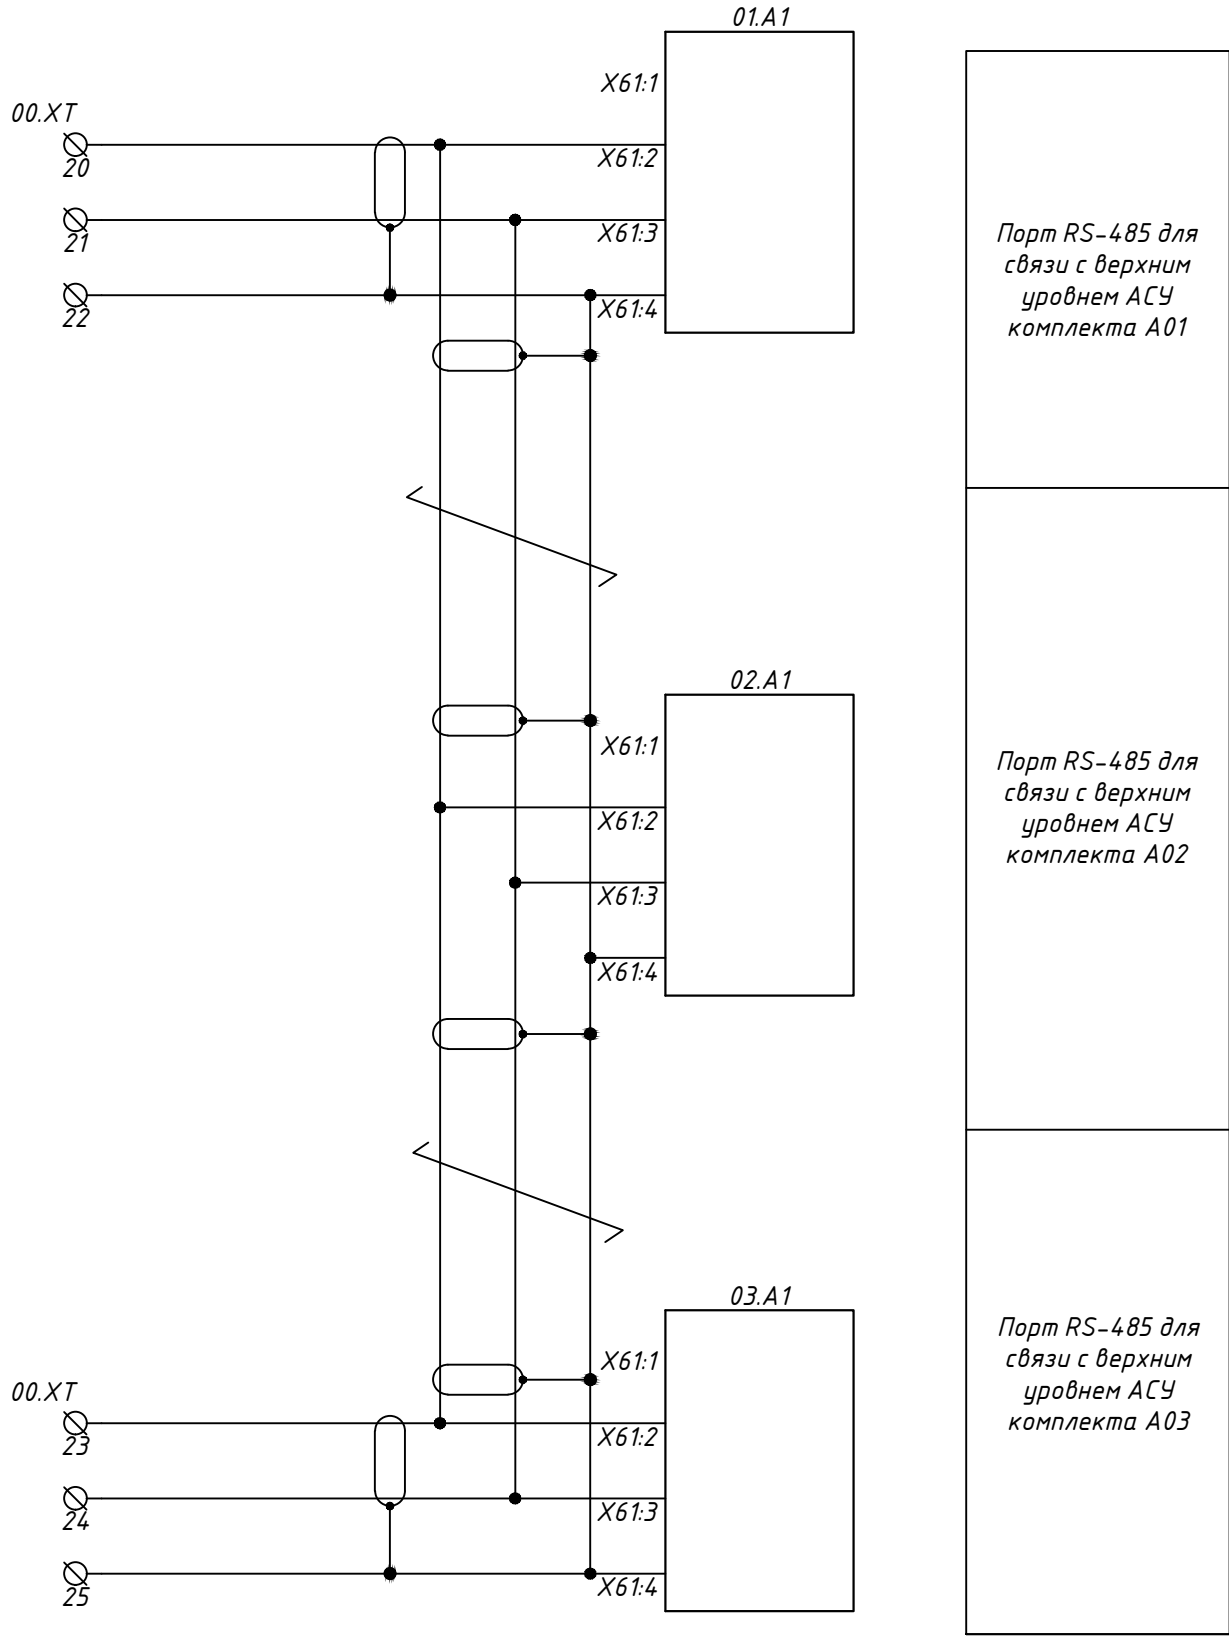 01.A1
X61:1
00.XT
20
X61:2
21
X61:3
22
X61:4
Порт RS-485 для
связи с верхним
уровнем АСУ
комплекта А01
02.A1
X61:1
X61:2
X61:3
X61:4
Порт RS-485 для
связи с верхним
уровнем АСУ
комплекта А02
03.A1
X61:1
00.XT
23
X61:2
24
X61:3
25
X61:4
Порт RS-485 для
связи с верхним
уровнем АСУ
комплекта А03